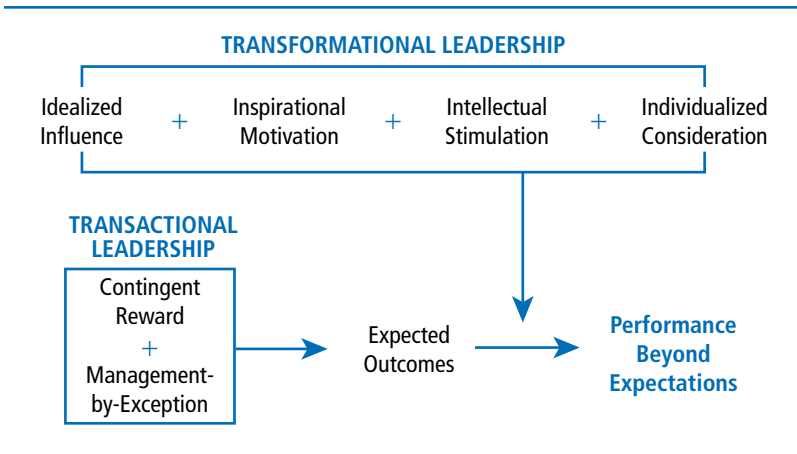 TRANSFORMATIONAL LEADERSHIP
Idealized
Influence
+
Inspirational
Motivation
+
Intellectual
Stimulation
+
Individualized
Consideration
TRANSACTIONAL
LEADERSHIP
Contingent
Reward
+
Management-
by-Exception
Expected
Outcomes
Performance
Beyond
Expectations